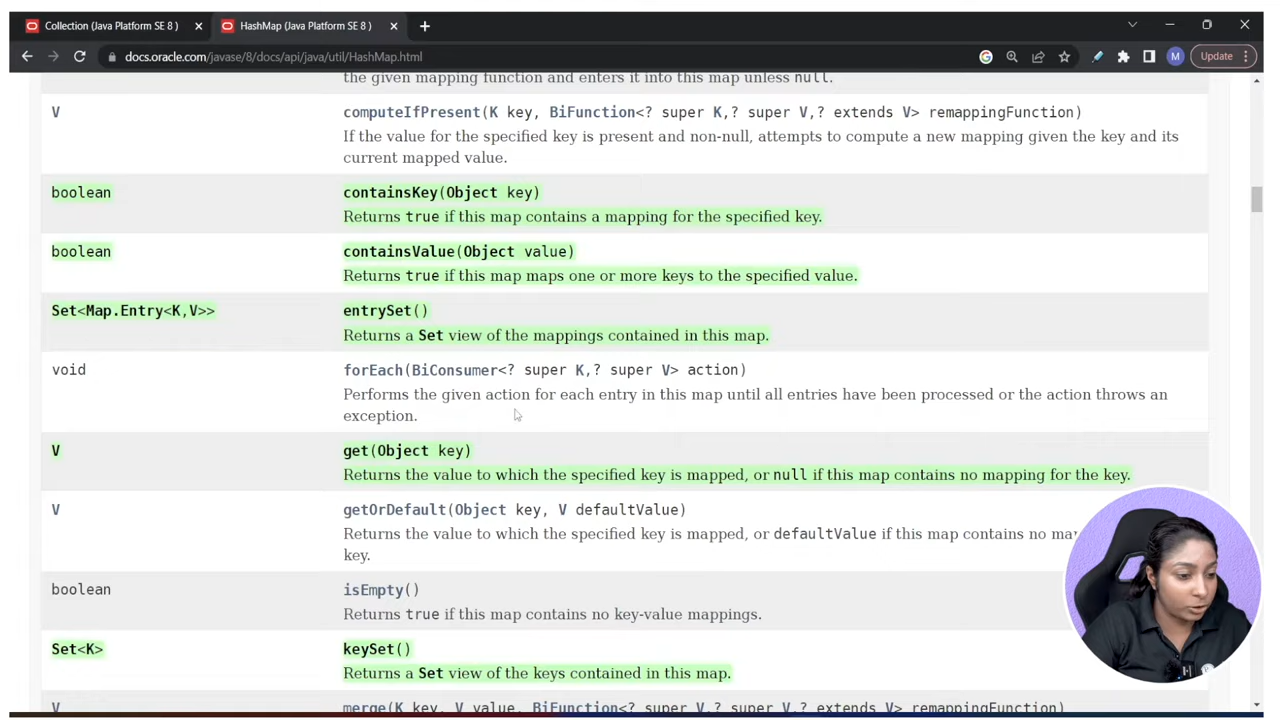 Collection (Java Platform SE 8 )
HashMap (Java Platform SE 8 )
docs.oracle.com/javase/8/docs/api/java/util/HashMap.html
M
Update
the given mapping function and enters it into this map unless null.
V computeIfPresent(K key, BiFunction<? super K,? super V,? extends V> remappingFunction)
If the value for the specified key is present and non-null, attempts to compute a new mapping given the key and its
current mapped value.
boolean containsKey(Object key)
Returns true if this map contains a mapping for the specified key.
boolean containsValue(Object value)
Returns true if this map maps one or more keys to the specified value.
Set<Map.Entry<K,V>> entrySet()
Returns a Set view of the mappings contained in this map.
void forEach(BiConsumer<? super K,? super V> action)
Performs the given action for each entry in this map until all entries have been processed or the action throws an
exception.
V get(Object key)
Returns the value to which the specified key is mapped, or null if this map contains no mapping for the key.
V getOrDefault(Object key, V defaultValue)
Returns the value to which the specified key is mapped, or defaultValue if this map contains no
key.
boolean isEmpty()
Returns true if this map contains no key-value mappings.
Set<K> keySet()
Returns a Set view of the keys contained in this map.
V merge(K key, V value, BiFunction<? super V,? super V,? extends V> remappingFunction)